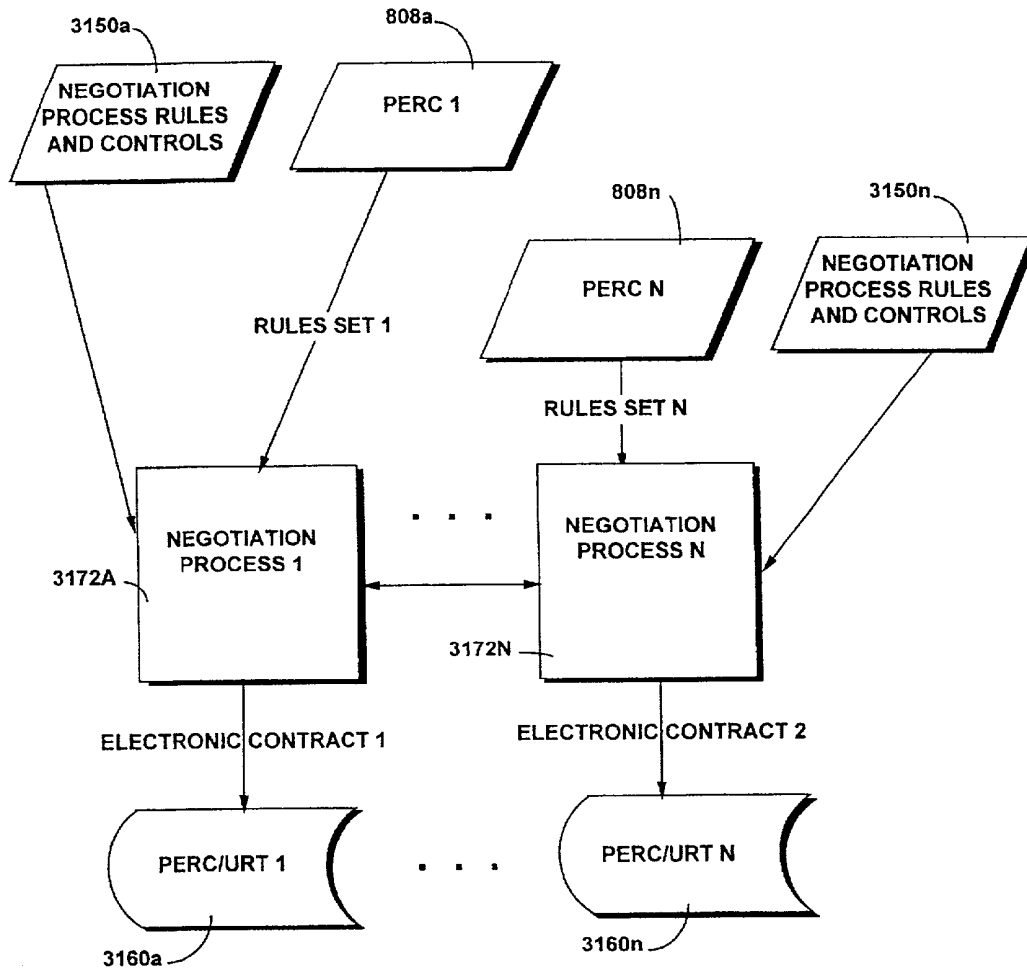 3150a
808a
NEGOTIATION
PROCESS RULES
AND CONTROLS
PERC 1
808n
3150n
PERC N
NEGOTIATION
PROCESS RULES
AND CONTROLS
RULES SET 1
RULES SET N
. . .
NEGOTIATION
PROCESS 1
NEGOTIATION
PROCESS N
3172A
3172N
ELECTRONIC CONTRACT 1
ELECTRONIC CONTRACT 2
PERC/URT 1
. . .
PERC/URT N
3160a
3160n